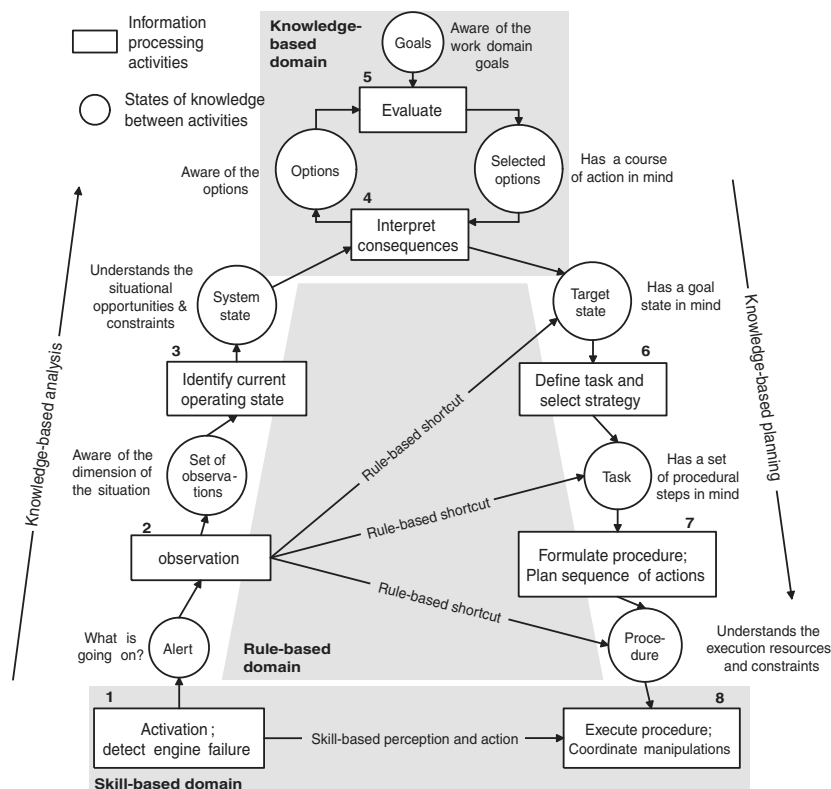 Information
processing
activities
States of knowledge
between activities
Knowledge-
based
domain
Goals
Aware of the
work domain
goals
5
Evaluate
Aware of the
options
Options
Selected
options
Has a course
of action in mind
4
Interpret
consequences
Understands the
situational
opportunities &
constraints
System
state
Target
state
Has a goal
state in mind
3
Identify current
operating state
6
Define task and
select strategy
Knowledge-based analysis
Knowledge-based planning
Rule-based shortcut
Aware of the
dimension of
the situation
Set of
observa-
tions
Task
Has a set
of procedural
steps in mind
Rule-based shortcut
2
observation
7
Formulate procedure;
Plan sequence of actions
Rule-based shortcut
What is
going on?
Alert
Rule-based
domain
Proce-
dure
Understands the
execution resources
and constraints
1
Activation ;
detect engine failure
Skill-based perception and action
8
Execute procedure;
Coordinate manipulations
Skill-based domain